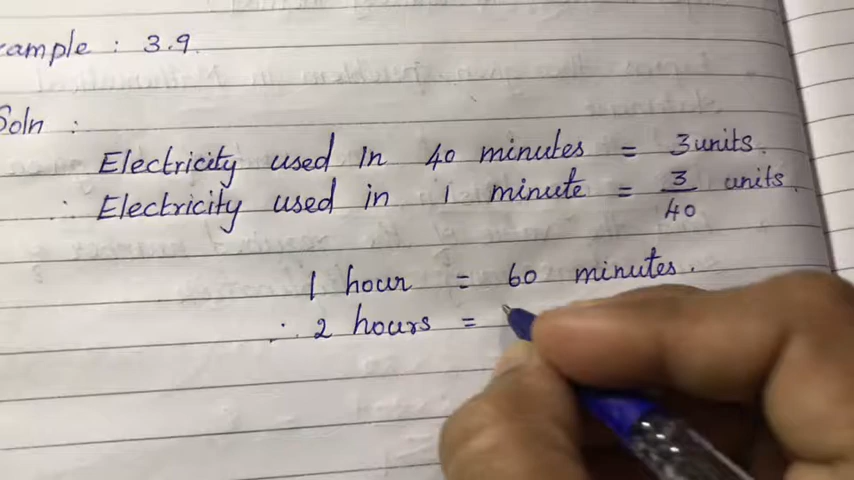 xample : 3.9.
Soln :
Electricity used in 40 minutes = 3 units.
∴ Electricity used in 1 minute = 3/40 units.
1 hour = 60 minutes.
∴ 2 hours =